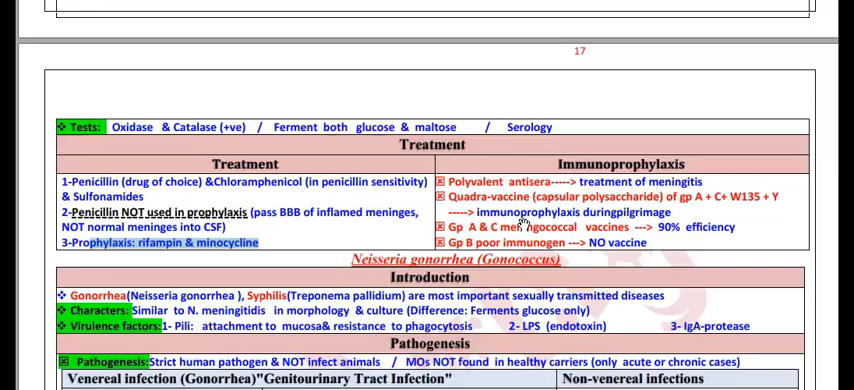 17
❖ Tests: Oxidase & Catalase (+ve) / Ferment both glucose & maltose / Serology
Treatment
Treatment
1-Penicillin (drug of choice) &Chloramphenicol (in penicillin sensitivity)
& Sulfonamides
2-Penicillin NOT used in prophylaxis (pass BBB of inflamed meninges,
NOT normal meninges into CSF)
3-Prophylaxis: rifampin & minocycline
Immunoprophylaxis
☒ Polyvalent antisera-----> treatment of meningitis
☒ Quadra-vaccine (capsular polysaccharide) of gp A + C+ W135 + Y
-----> immunoprophylaxis duringpilgrimage
☒ Gp A & C meningococcal vaccines ---> 90% efficiency
☒ Gp B poor immunogen ---> NO vaccine
Neisseria gonorrhea (Gonococcus)
Introduction
❖ Gonorrhea(Neisseria gonorrhea ), Syphilis(Treponema pallidium) are most important sexually transmitted diseases
❖ Characters: Similar to N. meningitidis in morphology & culture (Difference: Ferments glucose only)
❖ Virulence factors:1- Pili: attachment to mucosa& resistance to phagocytosis 2- LPS (endotoxin) 3- IgA-protease
Pathogenesis
☒ Pathogenesis:Strict human pathogen & NOT infect animals / MOs NOT found in healthy carriers (only acute or chronic cases)
Venereal infection (Gonorrhea)"Genitourinary Tract Infection"
Non-venereal infections